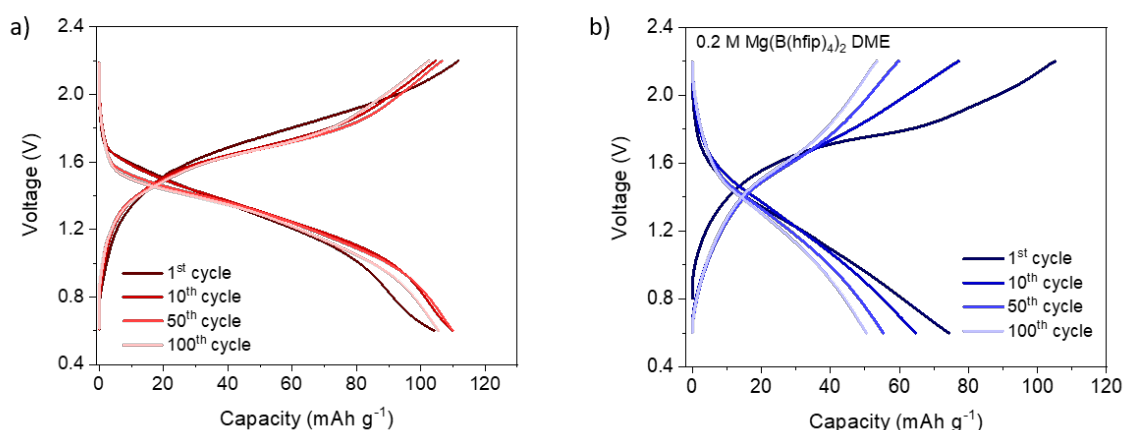 a)
2.4
2.0
1.6
1.2
0.8
0.4
Voltage (V)
1st cycle
10th cycle
50th cycle
100th cycle
0 20 40 60 80 100 120
Capacity (mAh g-1)
b)
0.2 M Mg(B(hfip)4)2 DME
2.4
2.0
1.6
1.2
0.8
0.4
Voltage (V)
1st cycle
10th cycle
50th cycle
100th cycle
0 20 40 60 80 100 120
Capacity (mAh g-1)